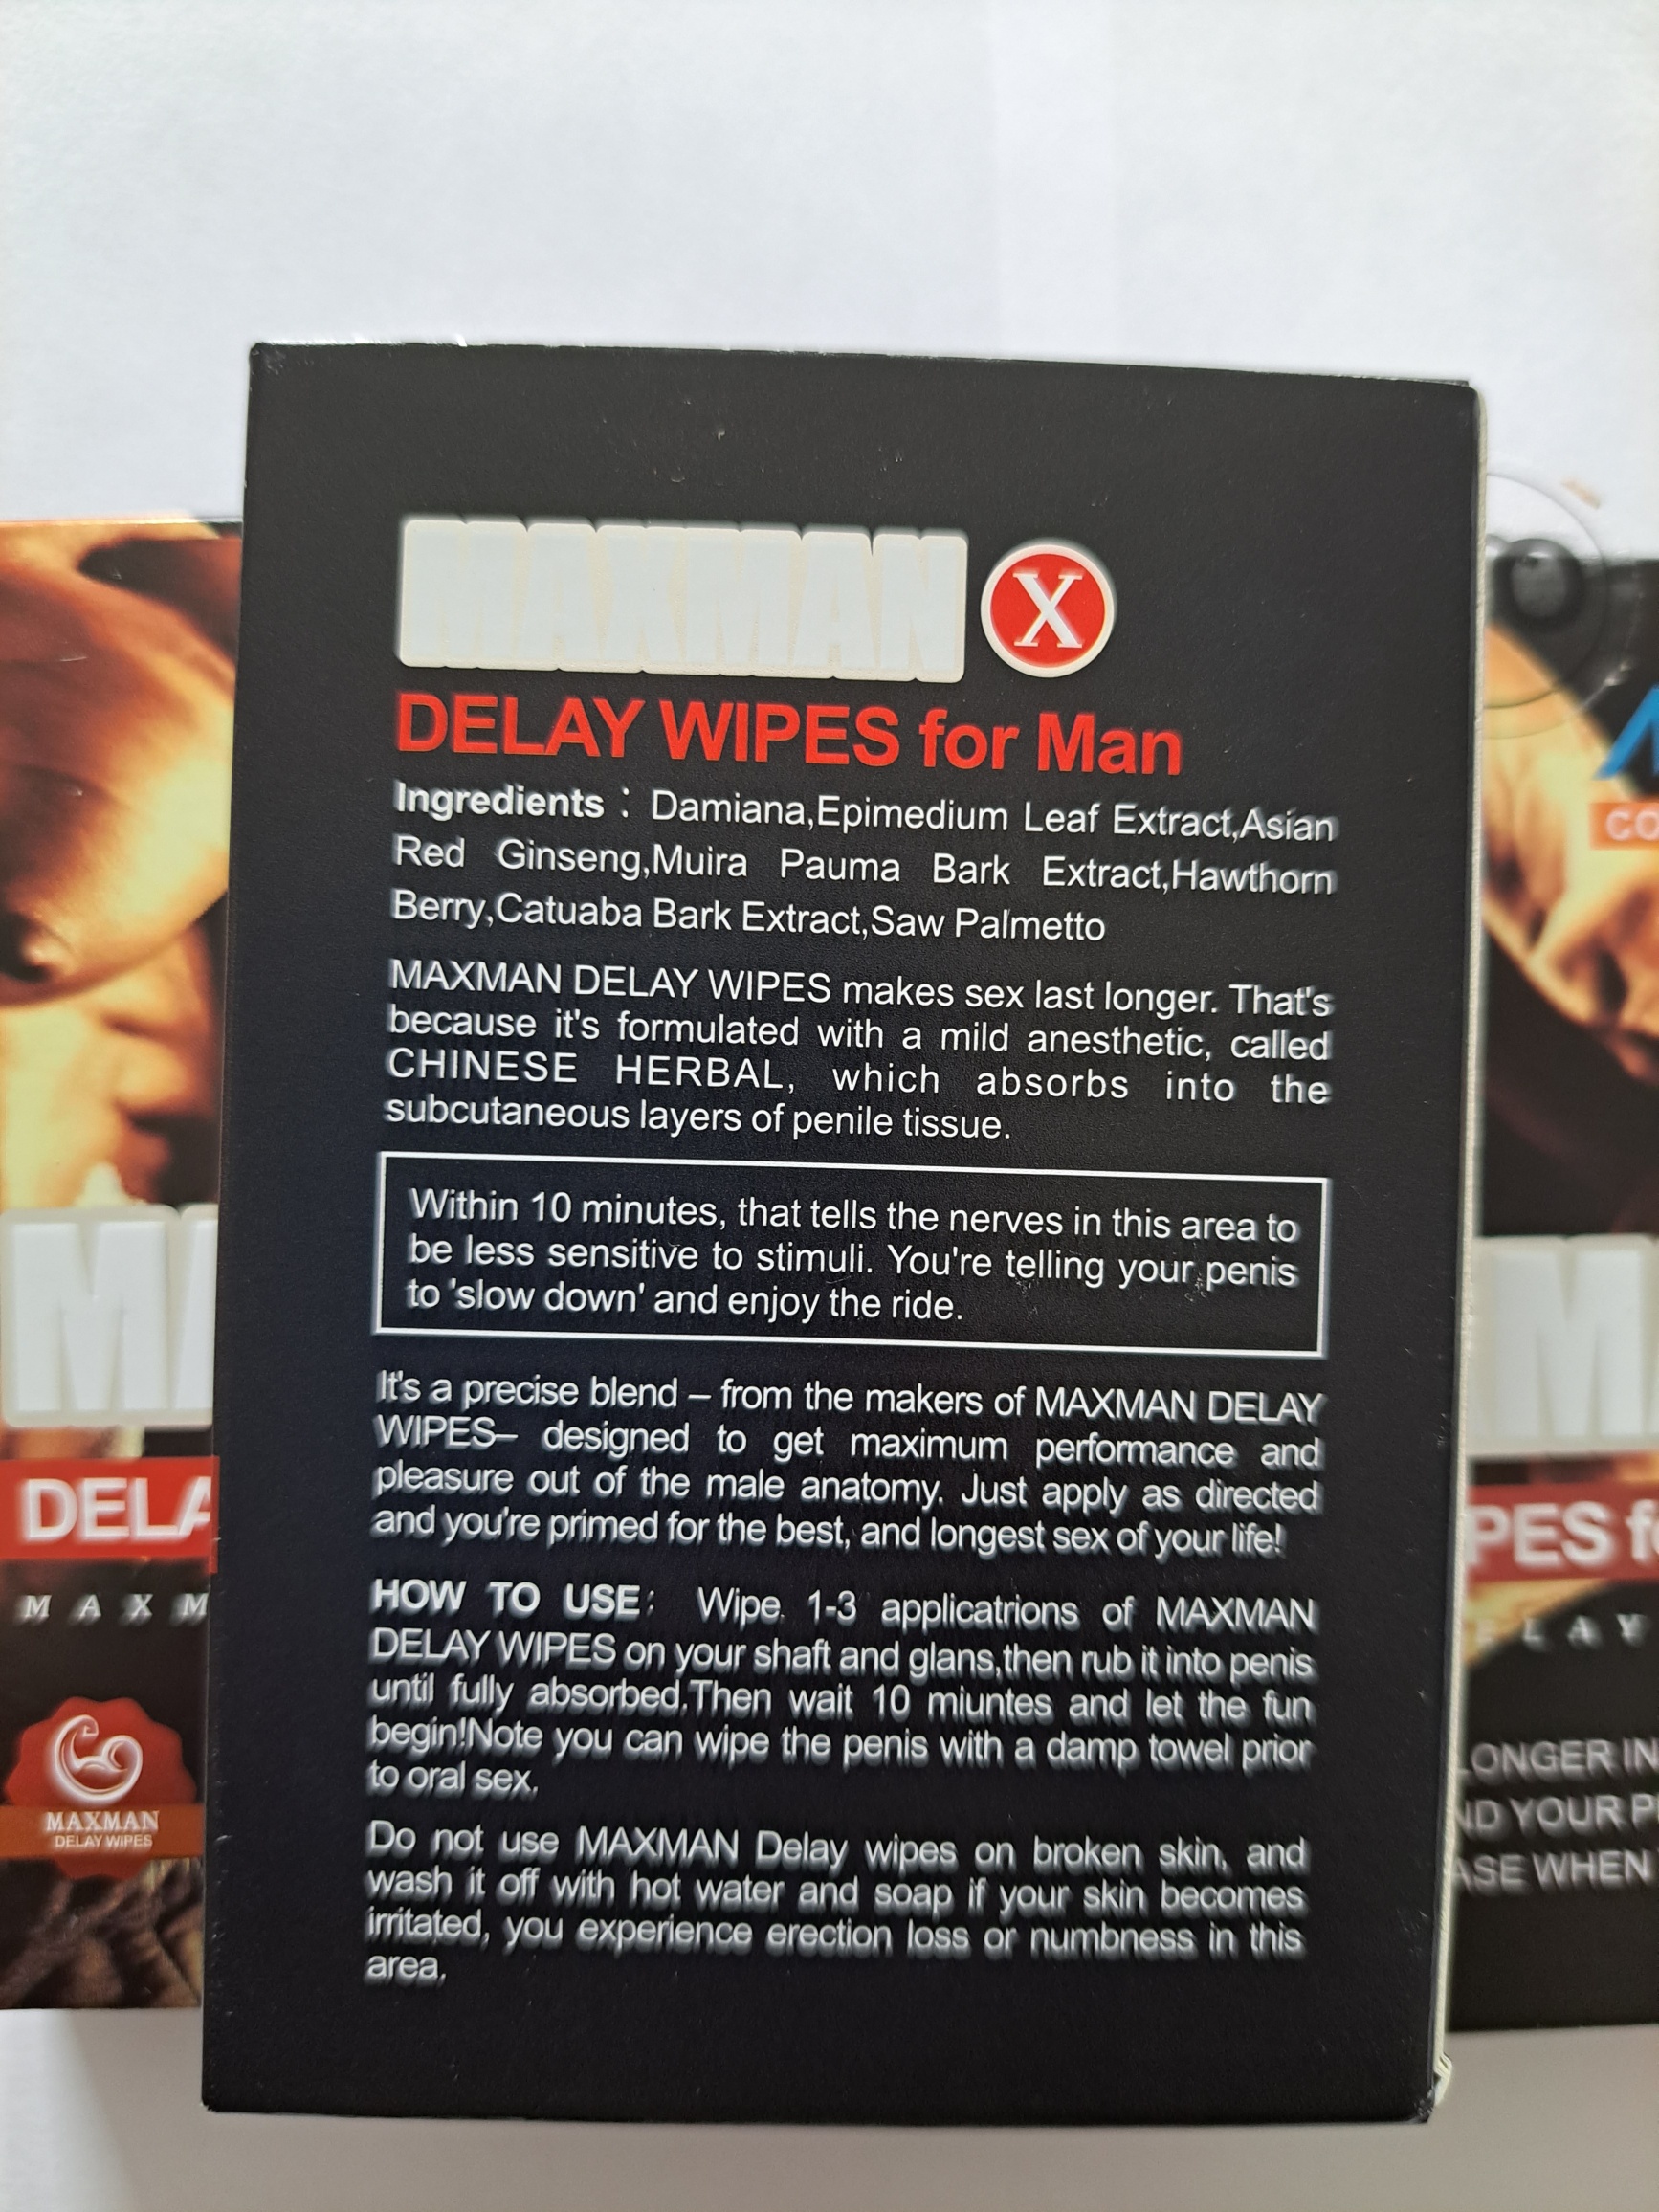 MAXMAN X
DELAY WIPES for Man
Ingredients : Damiana,Epimedium Leaf Extract,Asian
Red Ginseng,Muira Pauma Bark Extract,Hawthorn
Berry,Catuaba Bark Extract,Saw Palmetto
MAXMAN DELAY WIPES makes sex last longer. That's
because it's formulated with a mild anesthetic, called
CHINESE HERBAL, which absorbs into the
subcutaneous layers of penile tissue.
Within 10 minutes, that tells the nerves in this area to
be less sensitive to stimuli. You're telling your penis
to 'slow down' and enjoy the ride.
It's a precise blend – from the makers of MAXMAN DELAY
WIPES– designed to get maximum performance and
pleasure out of the male anatomy. Just apply as directed
and you're primed for the best, and longest sex of your life!
HOW TO USE: Wipe 1-3 applicatrions of MAXMAN
DELAY WIPES on your shaft and glans,then rub it into penis
until fully absorbed.Then wait 10 miuntes and let the fun
begin!Note you can wipe the penis with a damp towel prior
to oral sex.
Do not use MAXMAN Delay wipes on broken skin, and
wash it off with hot water and soap if your skin becomes
irritated, you experience erection loss or numbness in this
area.
MA
DELA
MAXM
MAXMAN
DELAY WIPES
CO
M
PES fo
ELAY
LONGER IN
ND YOUR P
ASE WHEN